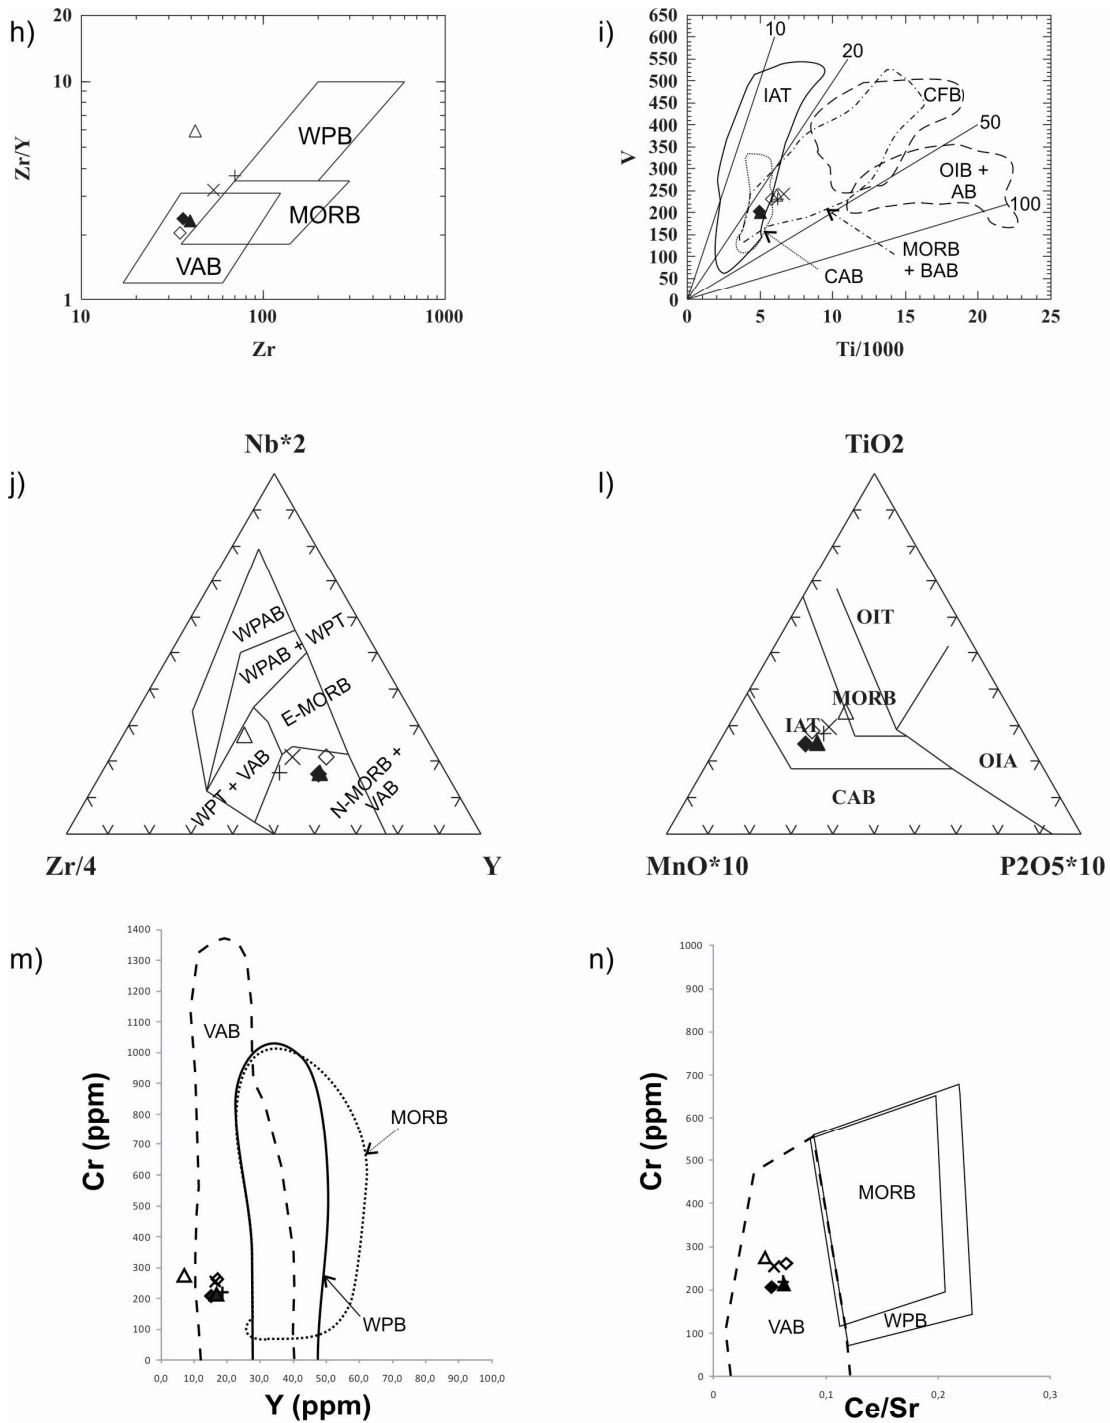 h)
20
10
1
Zr/Y
WPB
MORB
VAB
10
100
1000
Zr
i)
650
600
550
500
450
400
350
300
250
200
150
100
50
0
V
10
20
50
100
IAT
CFB
OIB +
AB
MORB
+ BAB
CAB
0
5
10
15
20
25
Ti/1000
j)
Nb*2
WPAB
WPAB + WPT
E-MORB
WPT + VAB
N-MORB +
VAB
Zr/4
Y
l)
TiO2
OIT
MORB
IAT
OIA
CAB
MnO*10
P2O5*10
m)
1400
1300
1200
1100
1000
900
800
700
600
500
400
300
200
100
0
Cr (ppm)
VAB
MORB
WPB
0,0
10,0
20,0
30,0
40,0
50,0
60,0
70,0
80,0
90,0
100,0
Y (ppm)
n)
1000
900
800
700
600
500
400
300
200
100
0
Cr (ppm)
MORB
WPB
VAB
0
0,1
0,2
0,3
Ce/Sr